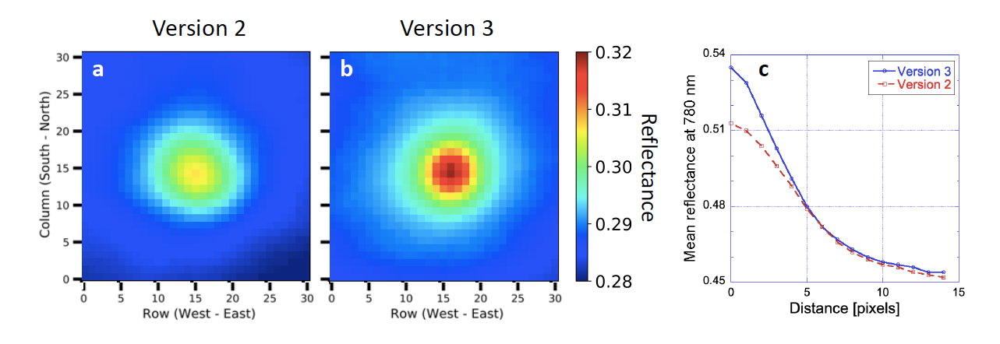 Version 2
Version 3
a
b
c
30
25
20
15
10
5
0
Column (South - North)
0 5 10 15 20 25 30
Row (West - East)
0 5 10 15 20 25 30
Row (West - East)
0.32
0.31
0.30
0.29
0.28
Reflectance
0.54
0.51
0.48
0.45
Mean reflectance at 780 nm
Version 3
Version 2
0 5 10 15
Distance [pixels]